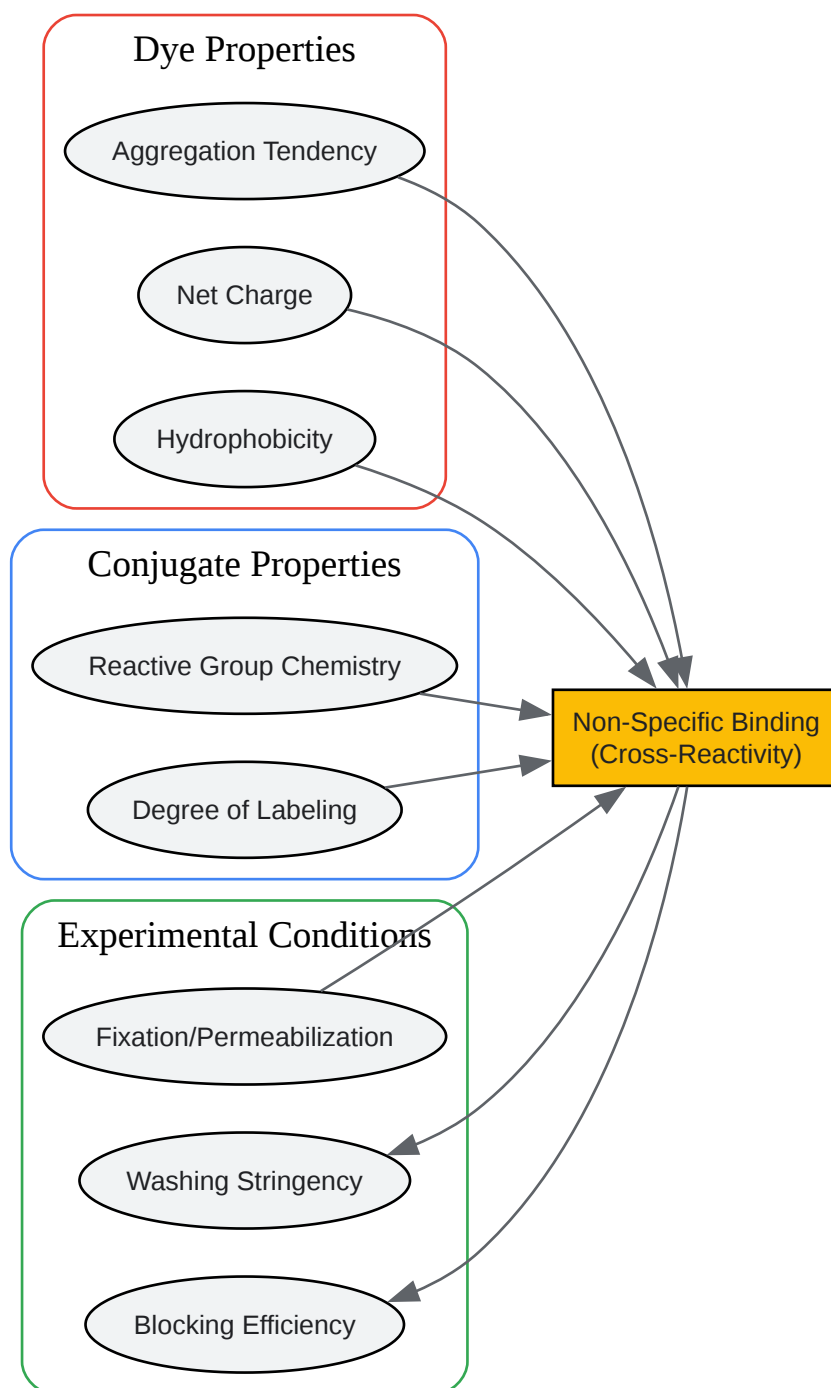 Dye Properties
Aggregation Tendency
Net Charge
Hydrophobicity
Conjugate Properties
Reactive Group Chemistry
Degree of Labeling
Non-Specific Binding
(Cross-Reactivity)
Experimental Conditions
Fixation/Permeabilization
Washing Stringency
Blocking Efficiency